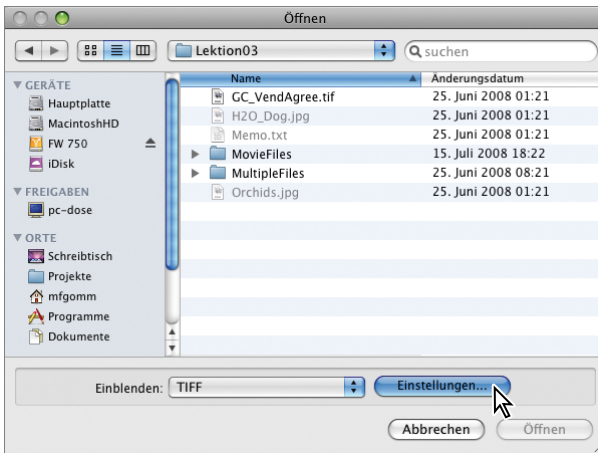 Öffnen
Lektion03
suchen
GERÄTE
Hauptplatte
MacintoshHD
FW 750
iDisk
FREIGABEN
pc-dose
ORTE
Schreibtisch
Projekte
mfgomm
Programme
Dokumente
Name Änderungsdatum
GC_VendAgree.tif 25. Juni 2008 01:21
H2O_Dog.jpg 25. Juni 2008 01:21
Memo.txt 25. Juni 2008 01:21
MovieFiles 15. Juli 2008 18:22
MultipleFiles 25. Juni 2008 08:21
Orchids.jpg 25. Juni 2008 01:21
Einblenden: TIFF Einstellungen...
Abbrechen Öffnen